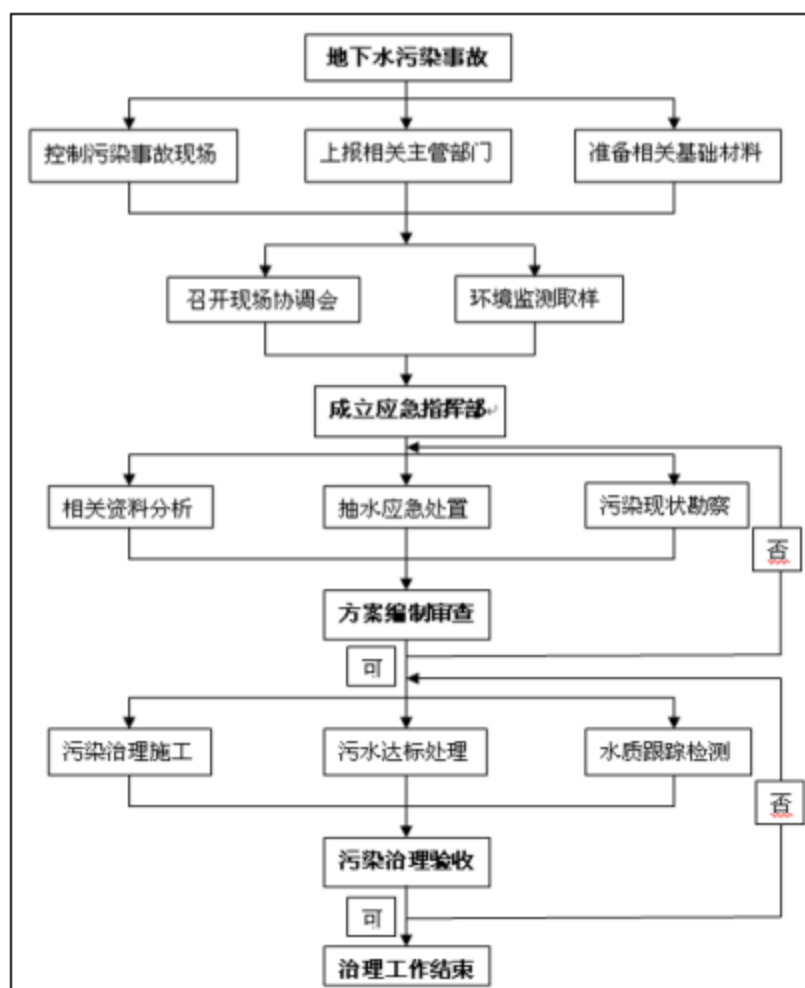 地下水污染事故
控制污染事故现场
上报相关主管部门
准备相关基础材料
召开现场协调会
环境监测取样
成立应急指挥部
相关资料分析
抽水应急处置
污染现状勘察
否
方案编制审查
可
污染治理施工
污水达标处理
水质跟踪检测
否
污染治理验收
可
治理工作结束